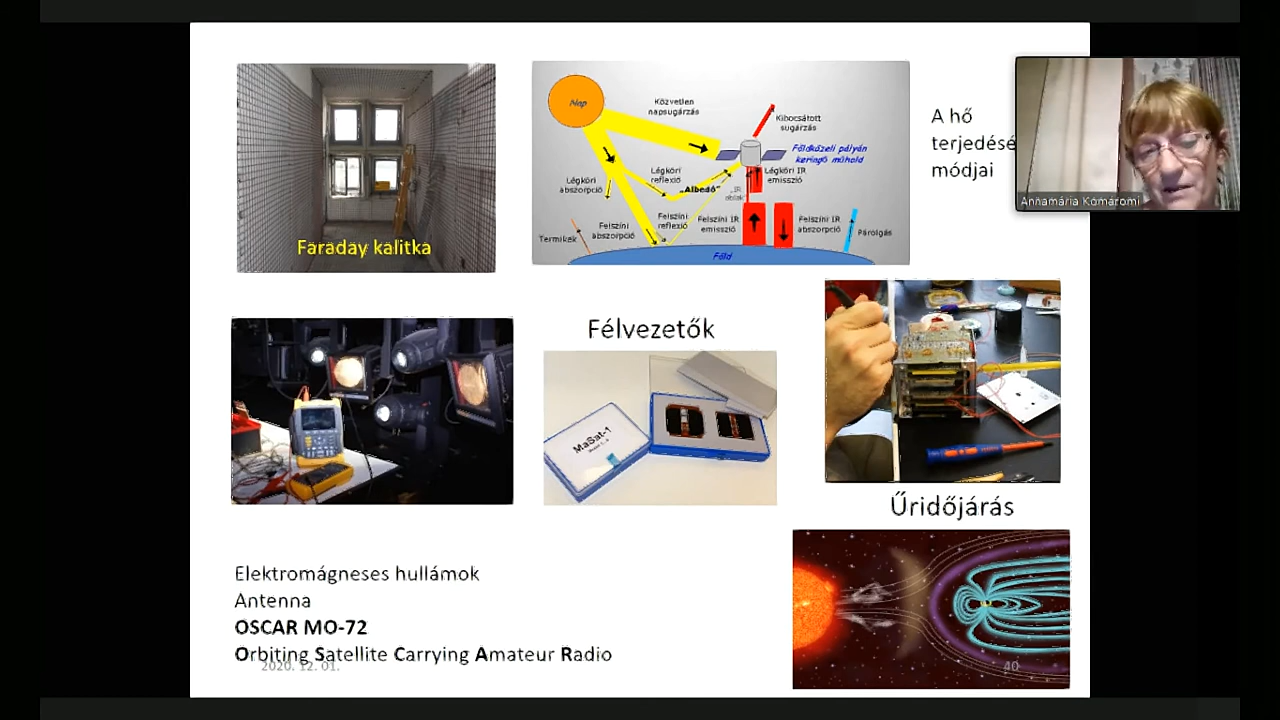 Faraday kalitka
Nap
Közvetlen
napsugárzás
Kibocsátott
sugárzás
Földközeli pályán
keringő műhold
Légköri
abszorpció
Légköri
reflexió
„Albedó"
Légköri IR
emisszió
„IR
ablak"
Termikek
Felszíni
abszorpció
Felszíni
reflexió
Felszíni IR
emisszió
Felszíni IR
abszorpció
Párolgás
Föld
A hő
terjedésé
módjai
Annamária Komáromi
Félvezetők
MaSat-1
Űridőjárás
Elektromágneses hullámok
Antenna
OSCAR MO-72
Orbiting Satellite Carrying Amateur Radio
2020. 12. 01.
40